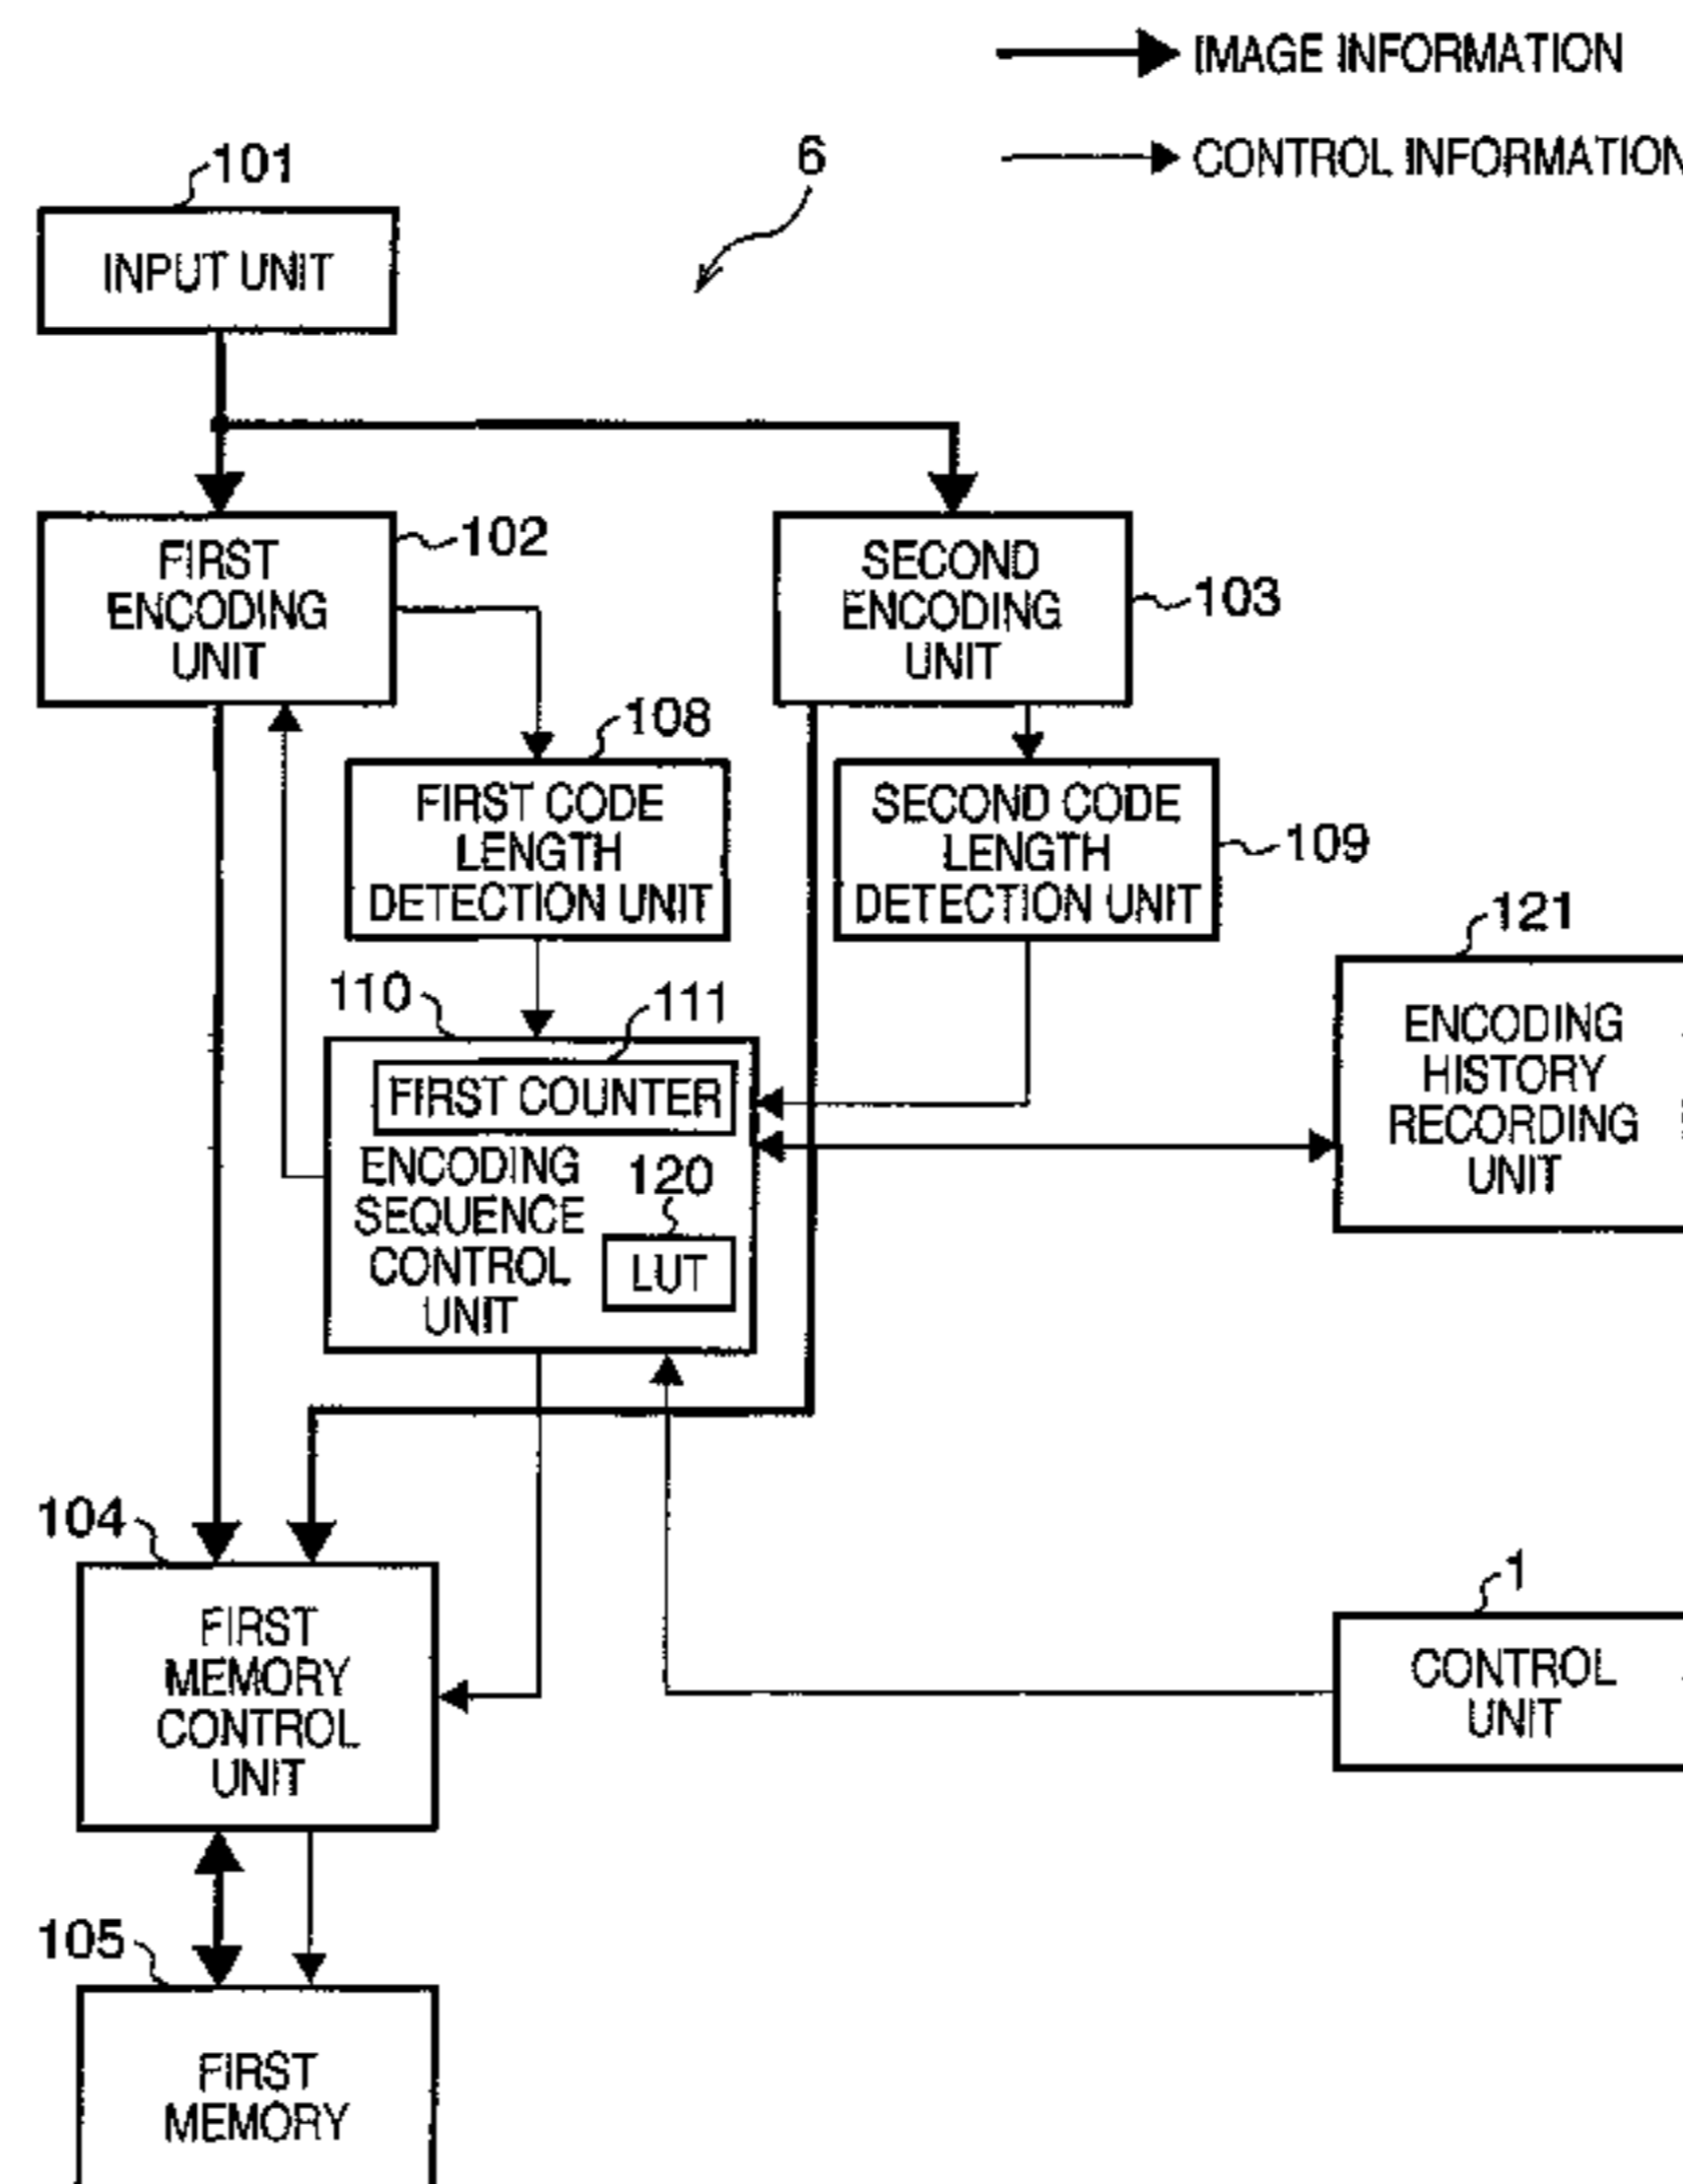 IMAGE INFORMATION
6
CONTROL INFORMATION
101
INPUT UNIT
102
FIRST
ENCODING
UNIT
SECOND
ENCODING
UNIT
103
108
FIRST CODE
LENGTH
DETECTION UNIT
SECOND CODE
LENGTH
DETECTION UNIT
109
121
ENCODING
HISTORY
RECORDING
UNIT
110
111
FIRST COUNTER
ENCODING
SEQUENCE
CONTROL
UNIT
120
LUT
104
FIRST
MEMORY
CONTROL
UNIT
1
CONTROL
UNIT
105
FIRST
MEMORY